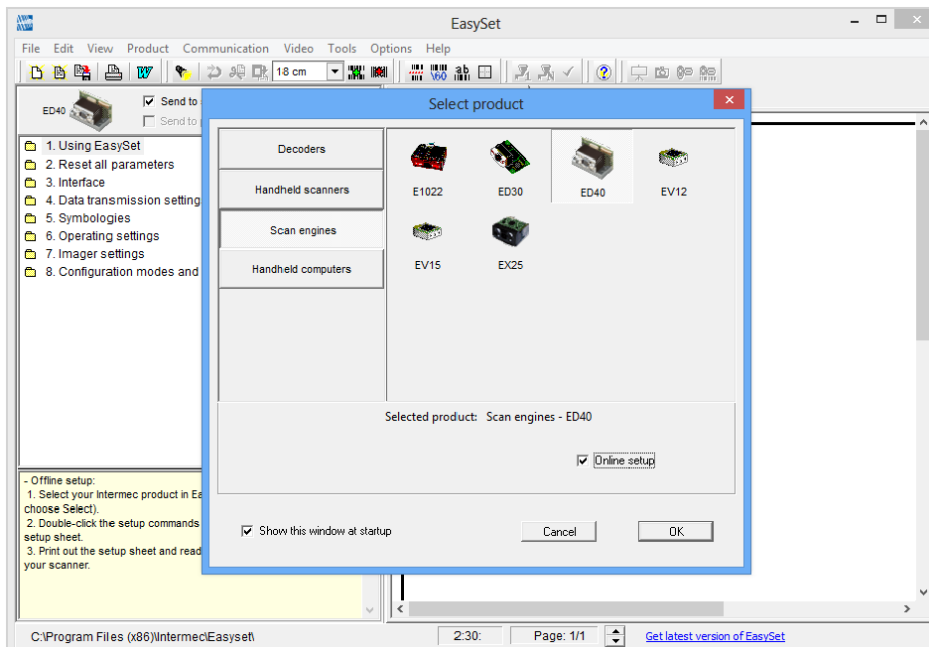 EasySet
File Edit View Product Communication Video Tools Options Help
18 cm
ED40
Send to
Send to
1. Using EasySet
2. Reset all parameters
3. Interface
4. Data transmission setting
5. Symbologies
6. Operating settings
7. Imager settings
8. Configuration modes and
Select product
Decoders
Handheld scanners
Scan engines
Handheld computers
E1022
ED30
ED40
EV12
EV15
EX25
Selected product: Scan engines - ED40
Online setup
Show this window at startup
Cancel
OK
- Offline setup:
1. Select your Intermec product in Ea
choose Select).
2. Double-click the setup commands
setup sheet.
3. Print out the setup sheet and read
your scanner.
C:\Program Files (x86)\Intermec\Easyset\
2:30:
Page: 1/1
Get latest version of EasySet